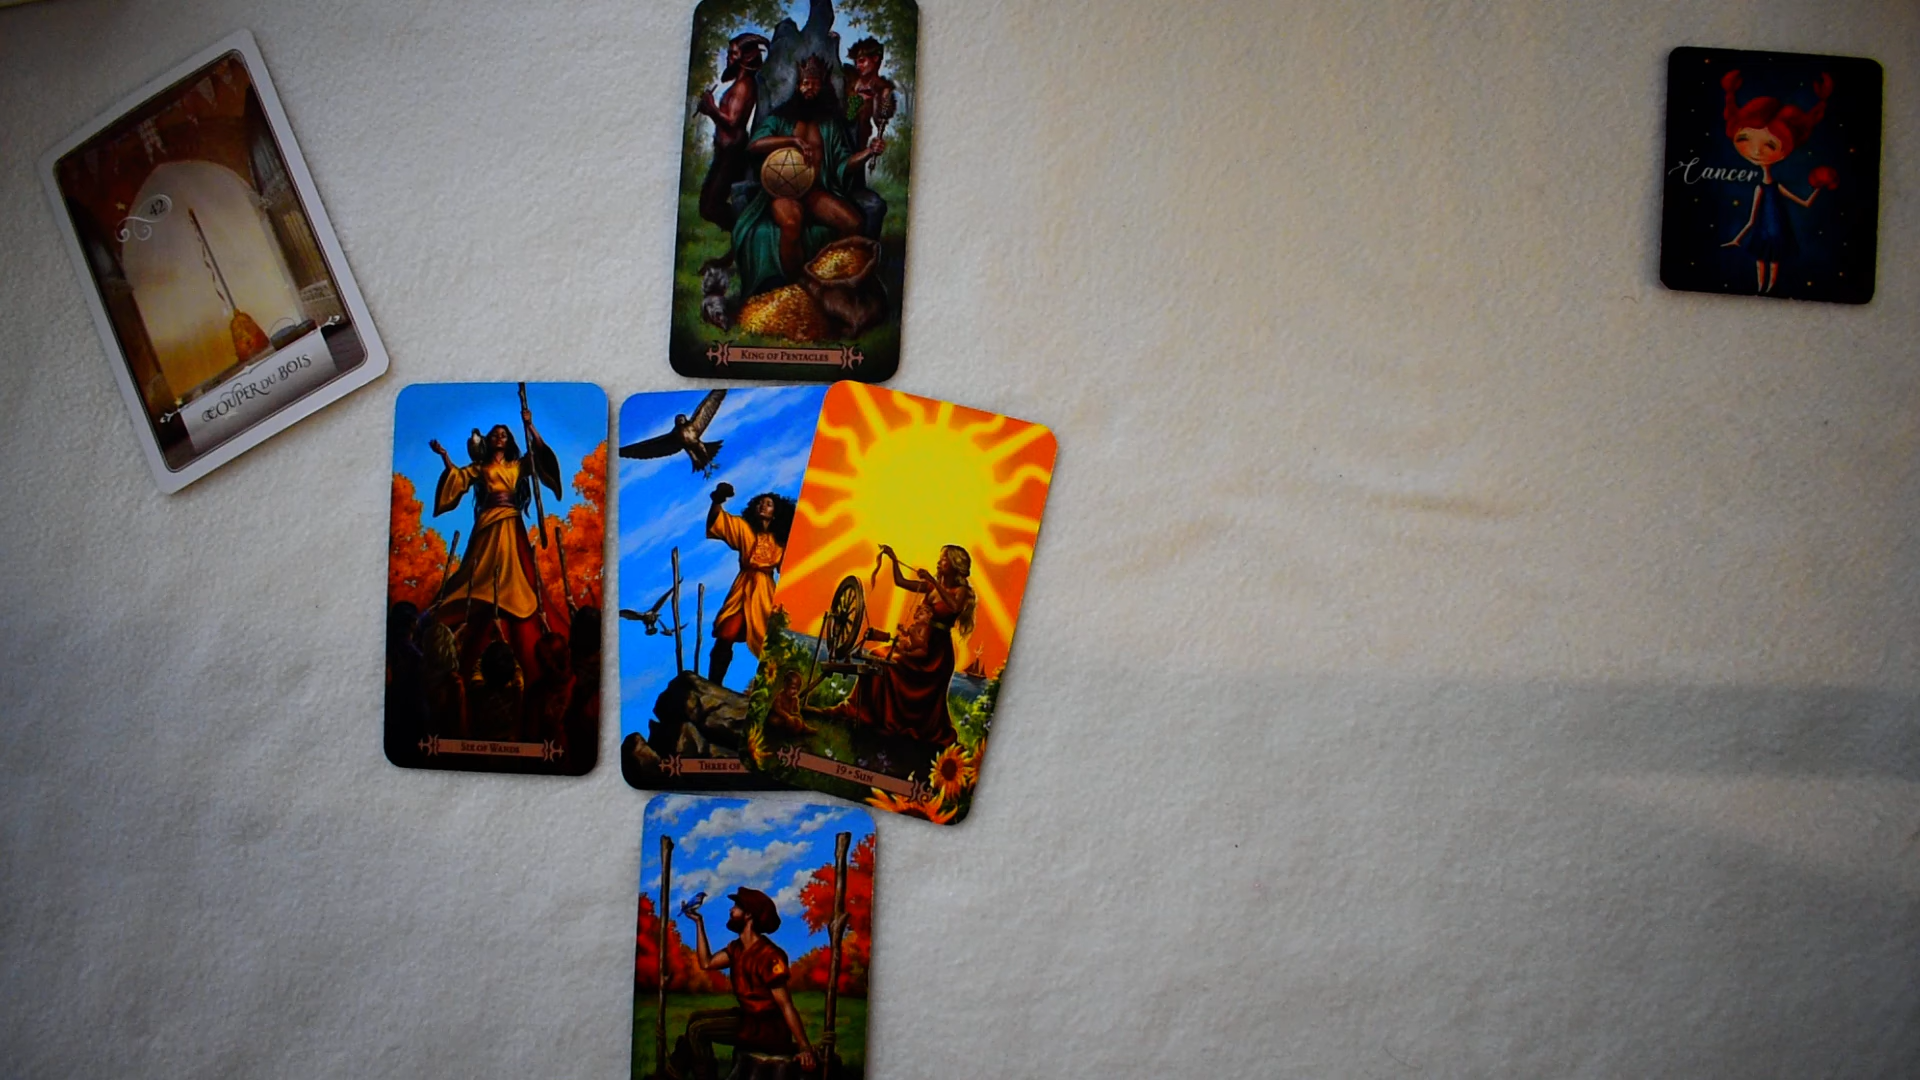 42
COUPER DU BOIS
KING OF PENTACLES
Cancer
SIX OF WANDS
THREE OF
19 • SUN